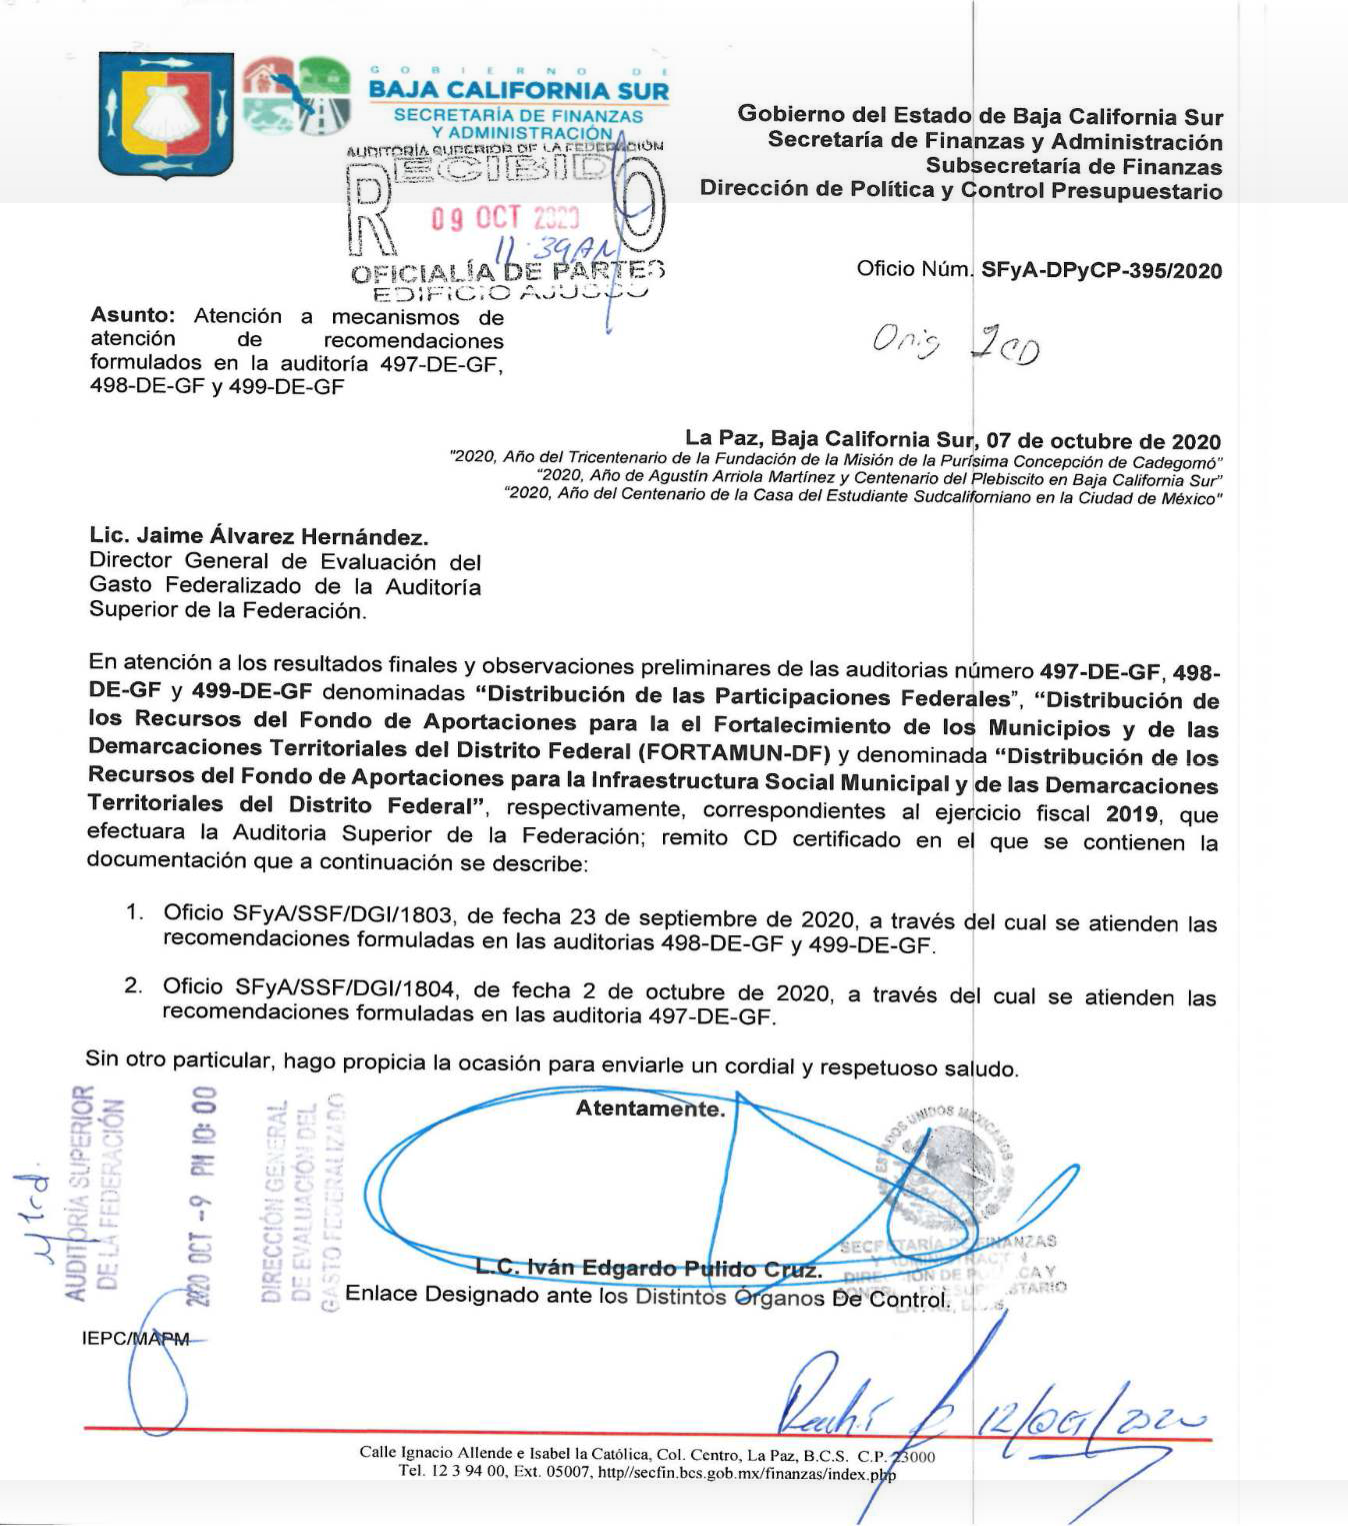 GOBIERNO DE
BAJA CALIFORNIA SUR
SECRETARÍA DE FINANZAS
Y ADMINISTRACIÓN
AUDITORÍA SUPERIOR DE LA FEDERACIÓN
RECIBIDO
09 OCT 2020
11:39AM
OFICIALÍA DE PARTES
EDIFICIO AJUSCO
Gobierno del Estado de Baja California Sur
Secretaría de Finanzas y Administración
Subsecretaría de Finanzas
Dirección de Política y Control Presupuestario
Oficio Núm. SFyA-DPyCP-395/2020
Orig 1CD
Asunto: Atención a mecanismos de
atención de recomendaciones
formulados en la auditoría 497-DE-GF,
498-DE-GF y 499-DE-GF
La Paz, Baja California Sur, 07 de octubre de 2020
"2020, Año del Tricentenario de la Fundación de la Misión de la Purísima Concepción de Cadegomó"
"2020, Año de Agustín Arriola Martínez y Centenario del Plebiscito en Baja California Sur"
"2020, Año del Centenario de la Casa del Estudiante Sudcaliforniano en la Ciudad de México"
Lic. Jaime Álvarez Hernández.
Director General de Evaluación del
Gasto Federalizado de la Auditoría
Superior de la Federación.
En atención a los resultados finales y observaciones preliminares de las auditorias número 497-DE-GF, 498-
DE-GF y 499-DE-GF denominadas “Distribución de las Participaciones Federales”, “Distribución de
los Recursos del Fondo de Aportaciones para la el Fortalecimiento de los Municipios y de las
Demarcaciones Territoriales del Distrito Federal (FORTAMUN-DF) y denominada “Distribución de los
Recursos del Fondo de Aportaciones para la Infraestructura Social Municipal y de las Demarcaciones
Territoriales del Distrito Federal”, respectivamente, correspondientes al ejercicio fiscal 2019, que
efectuara la Auditoria Superior de la Federación; remito CD certificado en el que se contienen la
documentación que a continuación se describe:
1. Oficio SFyA/SSF/DGI/1803, de fecha 23 de septiembre de 2020, a través del cual se atienden las
recomendaciones formuladas en las auditorias 498-DE-GF y 499-DE-GF.
2. Oficio SFyA/SSF/DGI/1804, de fecha 2 de octubre de 2020, a través del cual se atienden las
recomendaciones formuladas en las auditoria 497-DE-GF.
Sin otro particular, hago propicia la ocasión para enviarle un cordial y respetuoso saludo.
AUDITORÍA SUPERIOR
DE LA FEDERACIÓN
2020 OCT -9 PM 10:00
DIRECCIÓN GENERAL
DE EVALUACIÓN DEL
GASTO FEDERALIZADO
Atentamente.
ESTADOS UNIDOS MEXICANOS
SECRETARÍA DE FINANZAS
Y ADMINISTRACIÓN
DIRECCIÓN DE POLÍTICA Y
CONTROL PRESUPUESTARIO
L.C. Iván Edgardo Pulido Cruz.
Enlace Designado ante los Distintos Órganos De Control.
IEPC/MAPM
Recibí 12/OCT/2020
Calle Ignacio Allende e Isabel la Católica, Col. Centro, La Paz, B.C.S. C.P. 23000
Tel. 12 3 94 00, Ext. 05007, http//secfin.bcs.gob.mx/finanzas/index.php